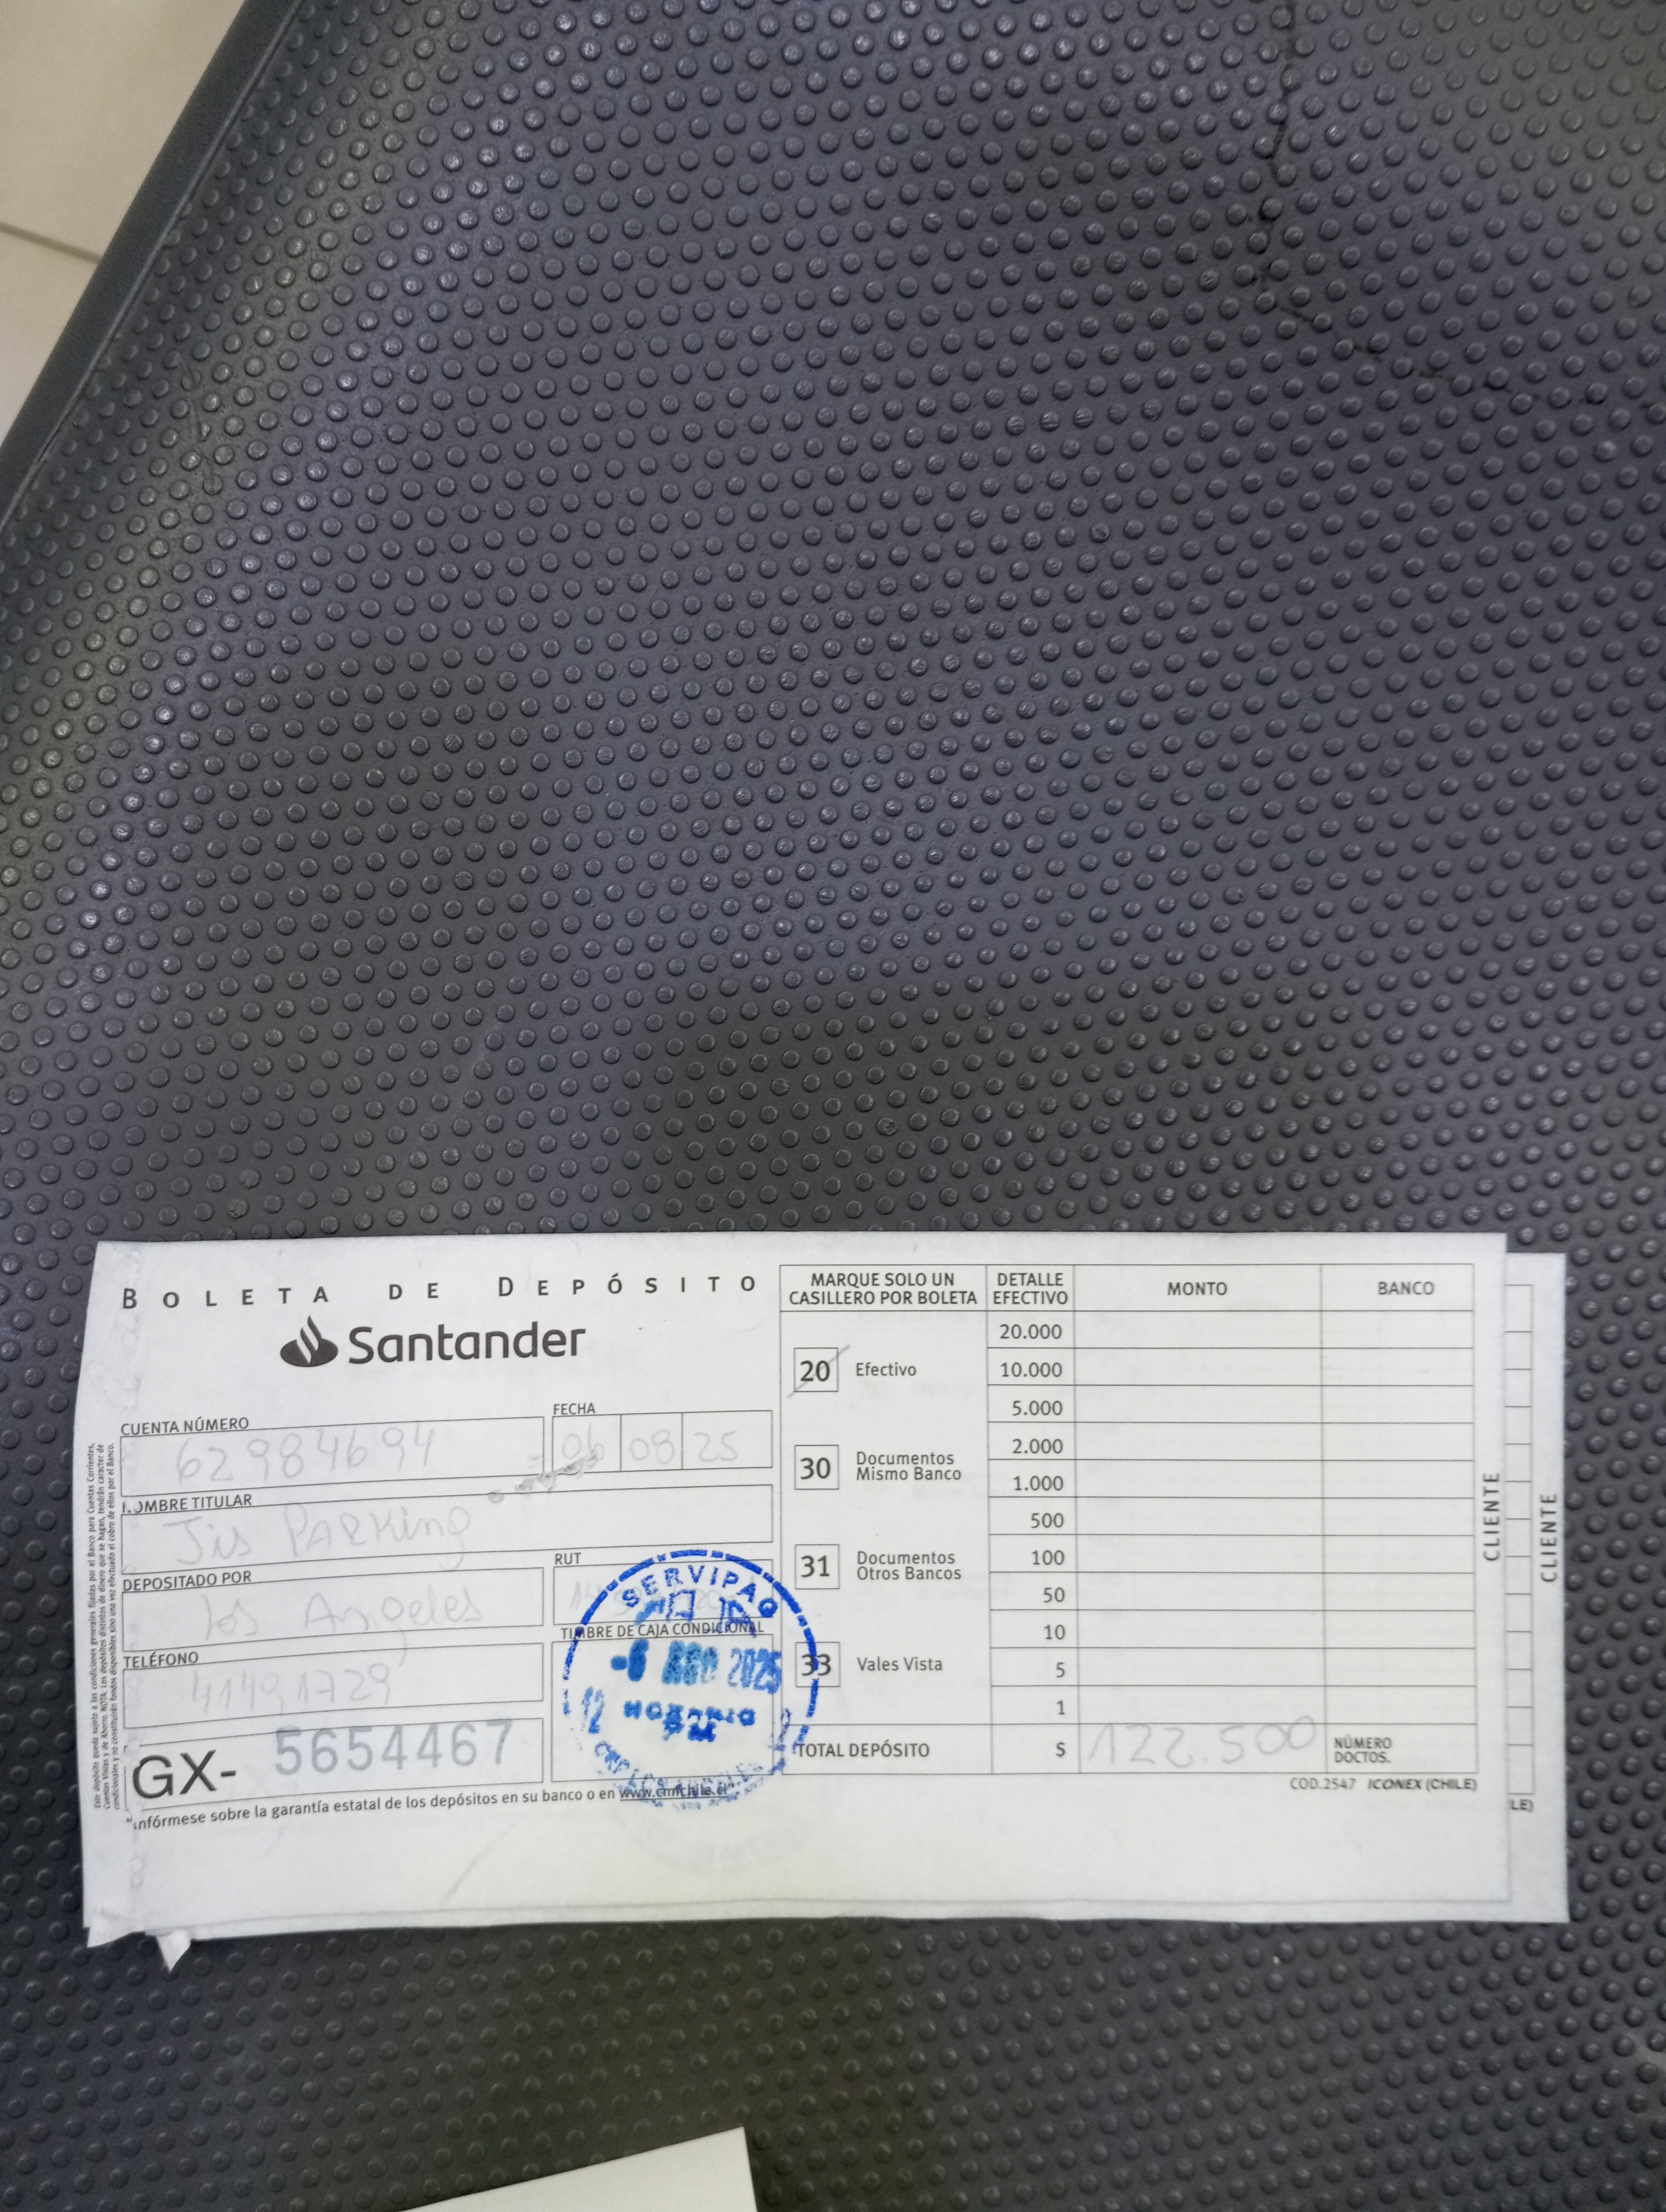 BOLETA DE DEPÓSITO
Santander
CUENTA NÚMERO
62984694
FECHA
06 08 25
NOMBRE TITULAR
Jis PARKing
DEPOSITADO POR
los Angeles
RUT
TELÉFONO
41491729
TIMBRE DE CAJA CONDICIONAL
SERVIPAG
-6 AGO 2025
12
HORARIO
GX- 5654467
*Infórmese sobre la garantía estatal de los depósitos en su banco o en www.cmfchile.cl
MARQUE SOLO UN
CASILLERO POR BOLETA
20 Efectivo
30 Documentos
Mismo Banco
31 Documentos
Otros Bancos
33 Vales Vista
DETALLE
EFECTIVO
MONTO
BANCO
20.000
10.000
5.000
2.000
1.000
500
100
50
10
5
1
TOTAL DEPÓSITO $ 122.500
NÚMERO
DOCTOS.
COD.2547 ICONEX (CHILE)
CLIENTE
CLIENTE
LE)